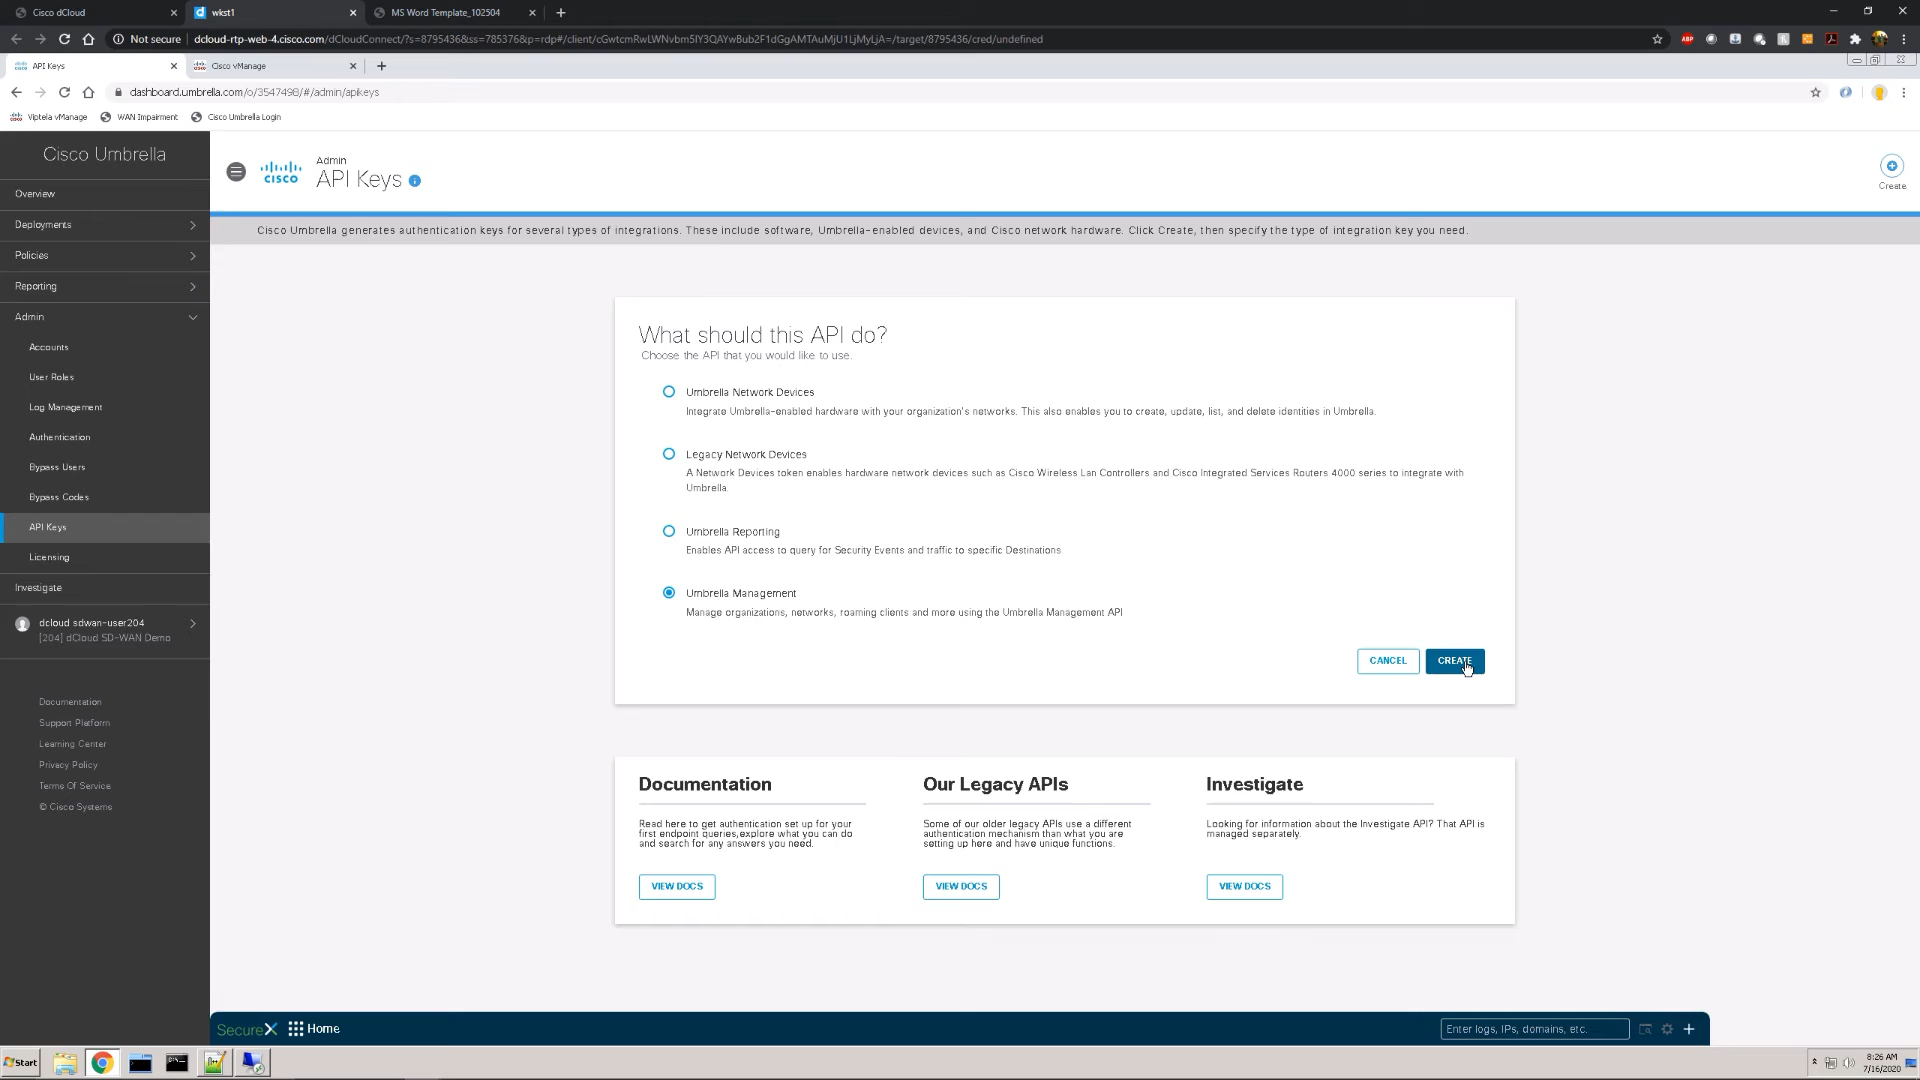 Cisco dCloud
wkst1
MS Word Template_102504
Not secure
dcloud-rtp-web-4.cisco.com/dCloudConnect/?s=8795436&ss=785376&p=rdp#/client/
API Keys
Cisco vManage
dashboard.umbrella.com/o/3547498/#/admin/apikeys
Viptela vManage
WAN Impairment
Cisco Umbrella Login
Cisco Umbrella
Overview
Deployments
Policies
Reporting
Admin
Accounts
User Roles
Log Management
Authentication
Bypass Users
Bypass Codes
API Keys
Licensing
Investigate
dcloud sdwan-user204
[204] dCloud SD-WAN Demo
Documentation
Support Platform
Learning Center
Privacy Policy
Terms Of Service
© Cisco Systems
CISCO
Admin
API Keys
Create
Cisco Umbrella generates authentication keys for several types of integrations. These include software, Umbrella-enabled devices, and Cisco network hardware. Click Create, then specify the type of integration key you need.
What should this API do?
Choose the API that you would like to use.
Umbrella Network Devices
Integrate Umbrella-enabled hardware with your organization's networks. This also enables you to create, update, list, and delete identities in Umbrella.
Legacy Network Devices
A Network Devices token enables hardware network devices such as Cisco Wireless Lan Controllers and Cisco Integrated Services Routers 4000 series to integrate with
Umbrella.
Umbrella Reporting
Enables API access to query for Security Events and traffic to specific Destinations
Umbrella Management
Manage organizations, networks, roaming clients and more using the Umbrella Management API
CANCEL
CREATE
Documentation
Read here to get authentication set up for your
first endpoint queries,explore what you can do
and search for any answers you need.
VIEW DOCS
Our Legacy APIs
Some of our older legacy APIs use a different
authentication mechanism than what you are
setting up here and have unique functions.
VIEW DOCS
Investigate
Looking for information about the Investigate API? That API is
managed separately.
VIEW DOCS
SecureX
Home
Enter logs, IPs, domains, etc.
Start
8:26 AM
7/16/2020